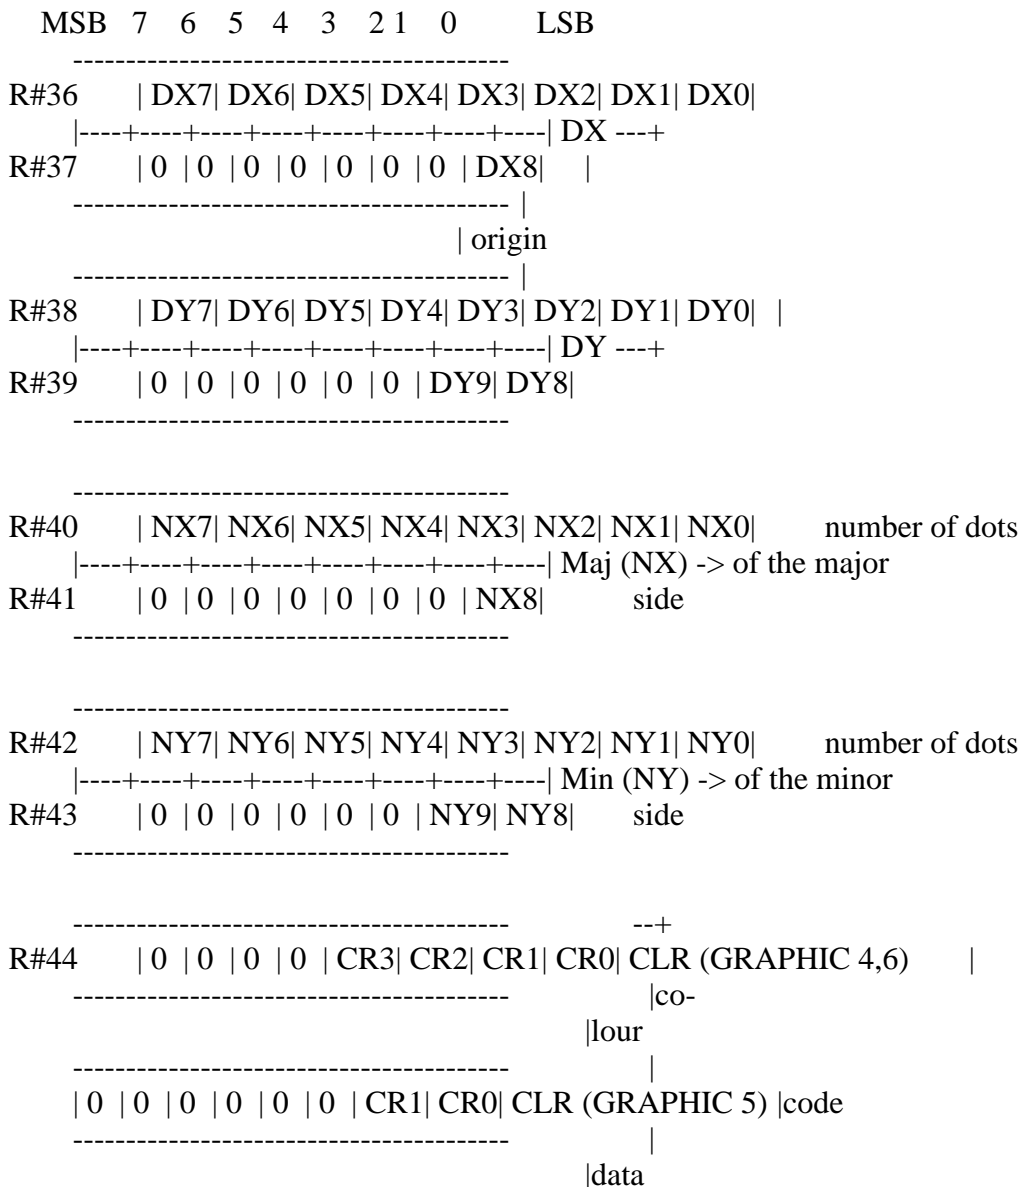 MSB 7 6 5 4 3 2 1 0 LSB
-----------------------------------------
R#36 | DX7| DX6| DX5| DX4| DX3| DX2| DX1| DX0|
|----+----+----+----+----+----+----+----| DX ---+
R#37 | 0 | 0 | 0 | 0 | 0 | 0 | 0 | DX8| |
----------------------------------------- |
| origin
----------------------------------------- |
R#38 | DY7| DY6| DY5| DY4| DY3| DY2| DY1| DY0| |
|----+----+----+----+----+----+----+----| DY ---+
R#39 | 0 | 0 | 0 | 0 | 0 | 0 | DY9| DY8|
-----------------------------------------
-----------------------------------------
R#40 | NX7| NX6| NX5| NX4| NX3| NX2| NX1| NX0| number of dots
|----+----+----+----+----+----+----+----| Maj (NX) -> of the major
R#41 | 0 | 0 | 0 | 0 | 0 | 0 | 0 | NX8| side
-----------------------------------------
-----------------------------------------
R#42 | NY7| NY6| NY5| NY4| NY3| NY2| NY1| NY0| number of dots
|----+----+----+----+----+----+----+----| Min (NY) -> of the minor
R#43 | 0 | 0 | 0 | 0 | 0 | 0 | NY9| NY8| side
-----------------------------------------
----------------------------------------- --+
R#44 | 0 | 0 | 0 | 0 | CR3| CR2| CR1| CR0| CLR (GRAPHIC 4,6) |
----------------------------------------- |co-
|lour
----------------------------------------- |
| 0 | 0 | 0 | 0 | 0 | 0 | CR1| CR0| CLR (GRAPHIC 5) |code
----------------------------------------- |
|data